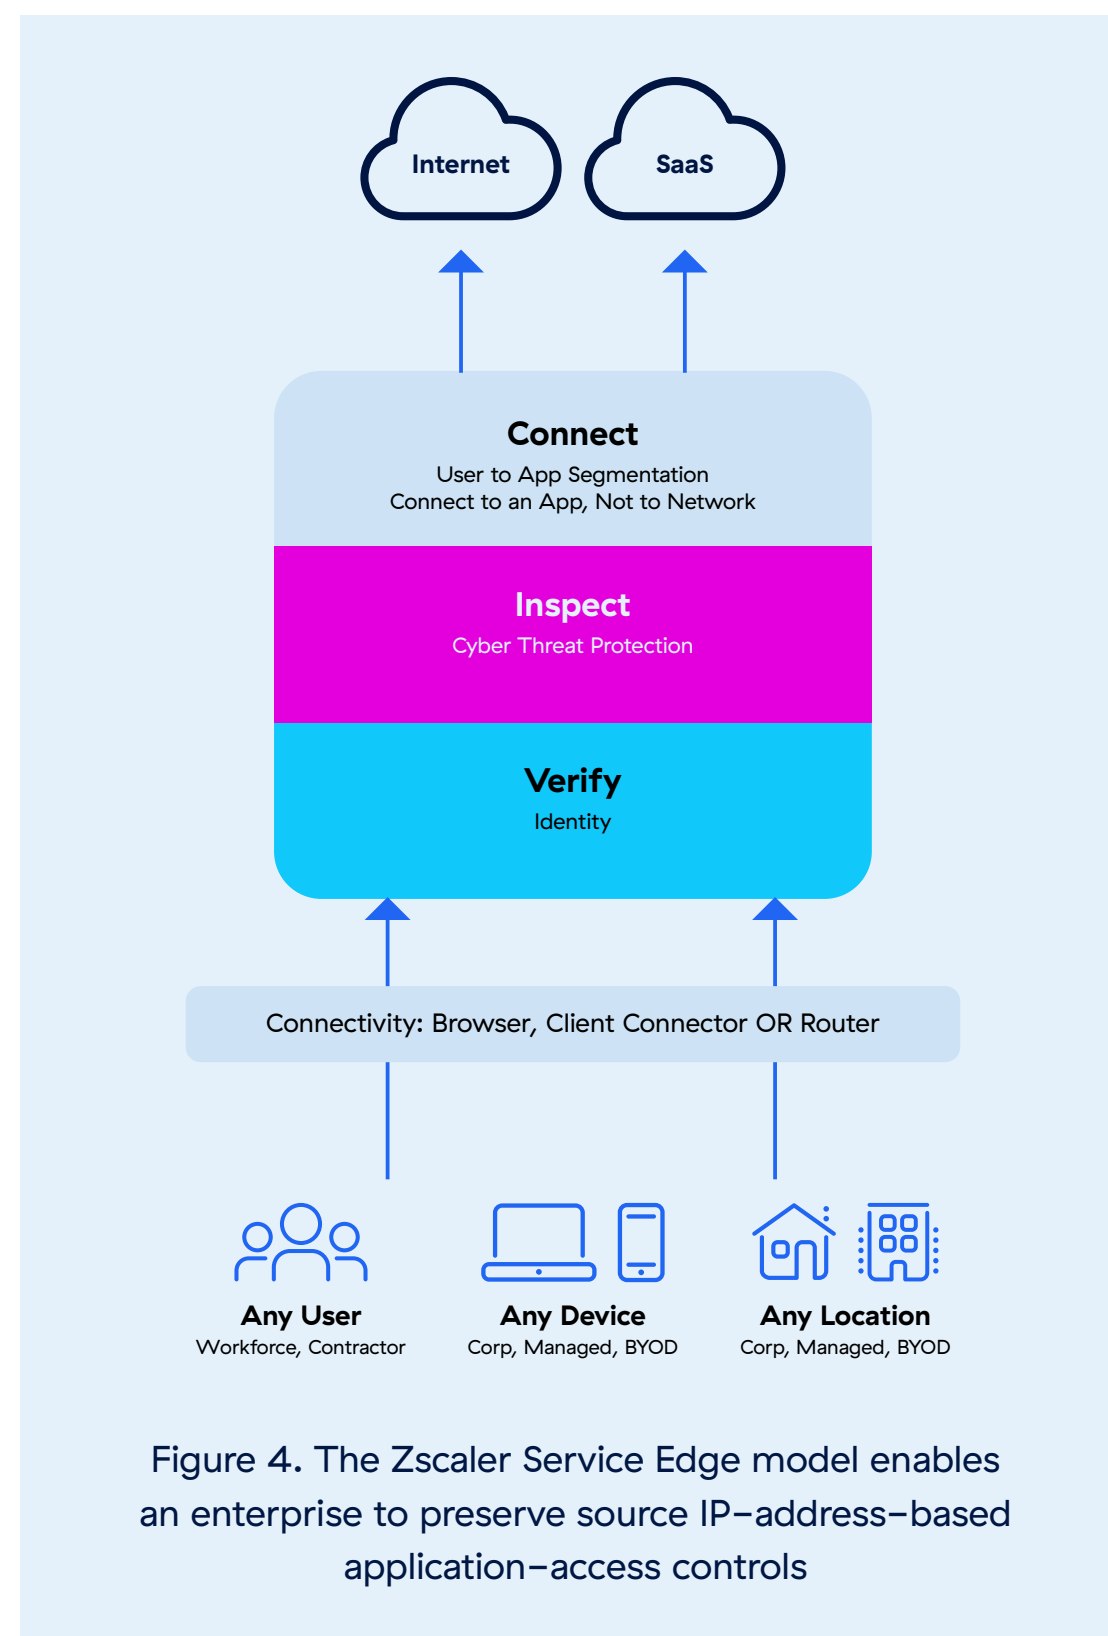 Internet
SaaS
Connect
User to App Segmentation
Connect to an App, Not to Network
Inspect
Cyber Threat Protection
Verify
Identity
Connectivity: Browser, Client Connector OR Router
Any User
Workforce, Contractor
Any Device
Corp, Managed, BYOD
Any Location
Corp, Managed, BYOD
Figure 4. The Zscaler Service Edge model enables
an enterprise to preserve source IP-address-based
application-access controls